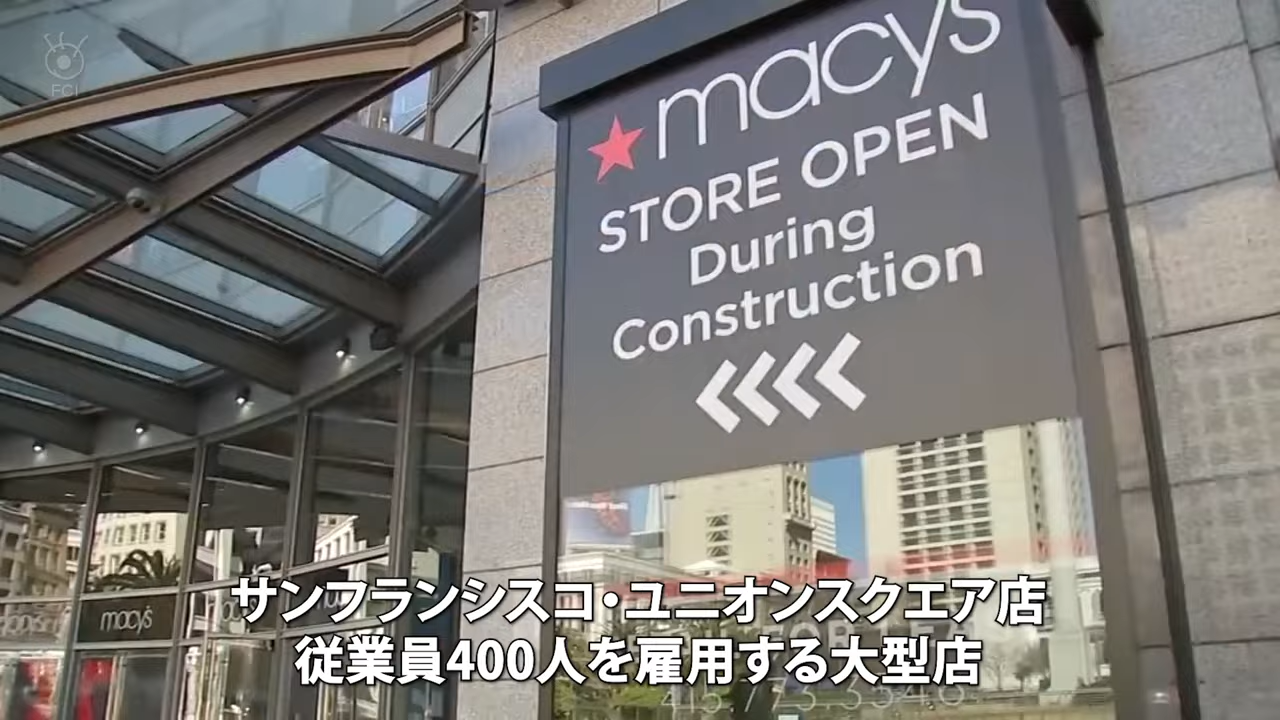 FCI
macys
STORE OPEN
During
Construction
macys
サンフランシスコ・ユニオンスクエア店
従業員400人を雇用する大型店